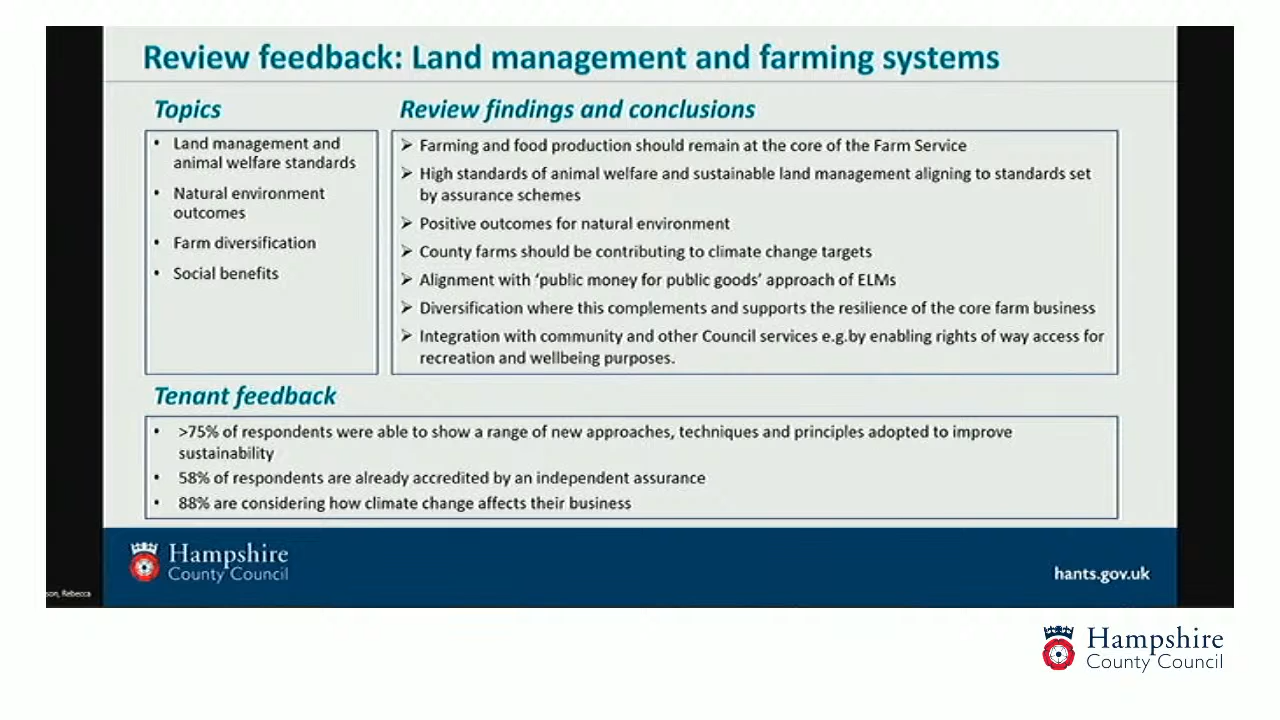 Review feedback: Land management and farming systems
Topics
• Land management and
animal welfare standards
• Natural environment
outcomes
• Farm diversification
• Social benefits
Review findings and conclusions
➢ Farming and food production should remain at the core of the Farm Service
➢ High standards of animal welfare and sustainable land management aligning to standards set
by assurance schemes
➢ Positive outcomes for natural environment
➢ County farms should be contributing to climate change targets
➢ Alignment with ‘public money for public goods’ approach of ELMs
➢ Diversification where this complements and supports the resilience of the core farm business
➢ Integration with community and other Council services e.g.by enabling rights of way access for
recreation and wellbeing purposes.
Tenant feedback
• >75% of respondents were able to show a range of new approaches, techniques and principles adopted to improve
sustainability
• 58% of respondents are already accredited by an independent assurance
• 88% are considering how climate change affects their business
Hampshire
County Council
hants.gov.uk
son, Rebecca
Hampshire
County Council